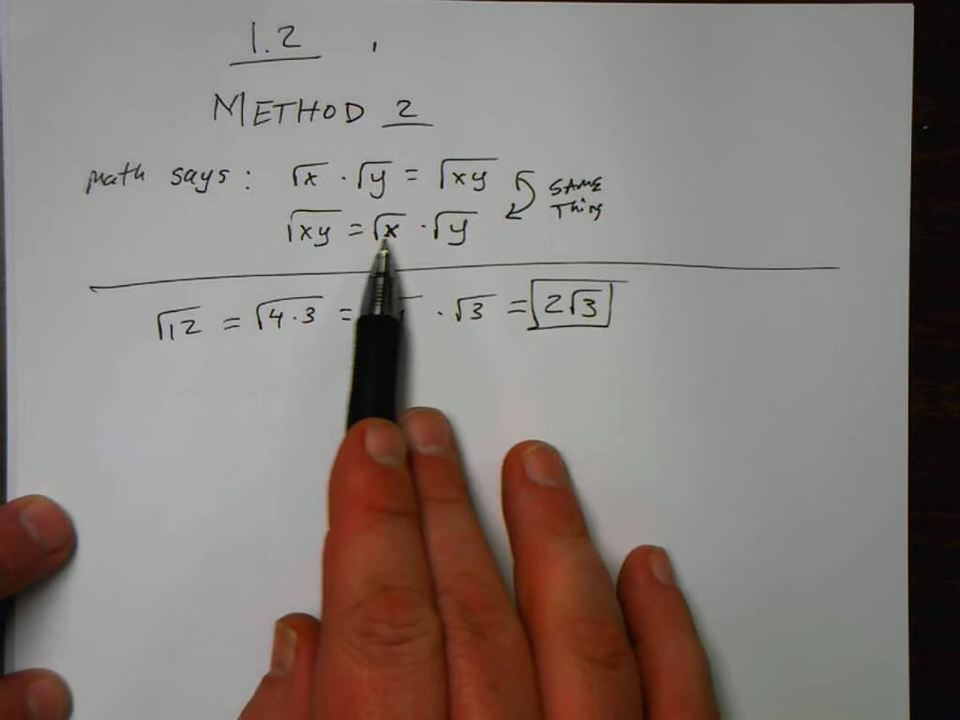 1.2
METHOD 2
math says: √x · √y = √xy
SAME
Thing
√xy = √x · √y
√12 = √4·3 = · √3 = 2√3